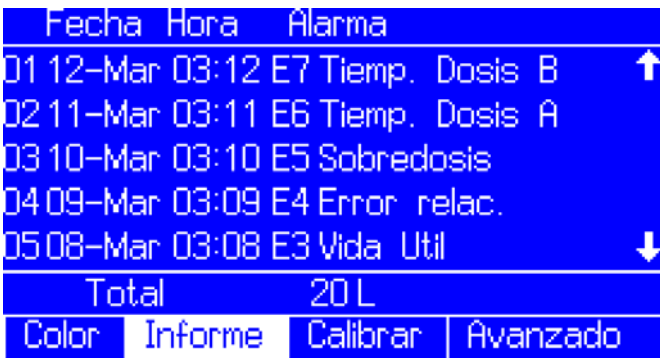 Fecha Hora Alarma
01 12-Mar 03:12 E7 Tiemp. Dosis B
02 11-Mar 03:11 E6 Tiemp. Dosis A
03 10-Mar 03:10 E5 Sobredosis
04 09-Mar 03:09 E4 Error relac.
05 08-Mar 03:08 E3 Vida Util
Total 20 L
Color Informe Calibrar Avanzado